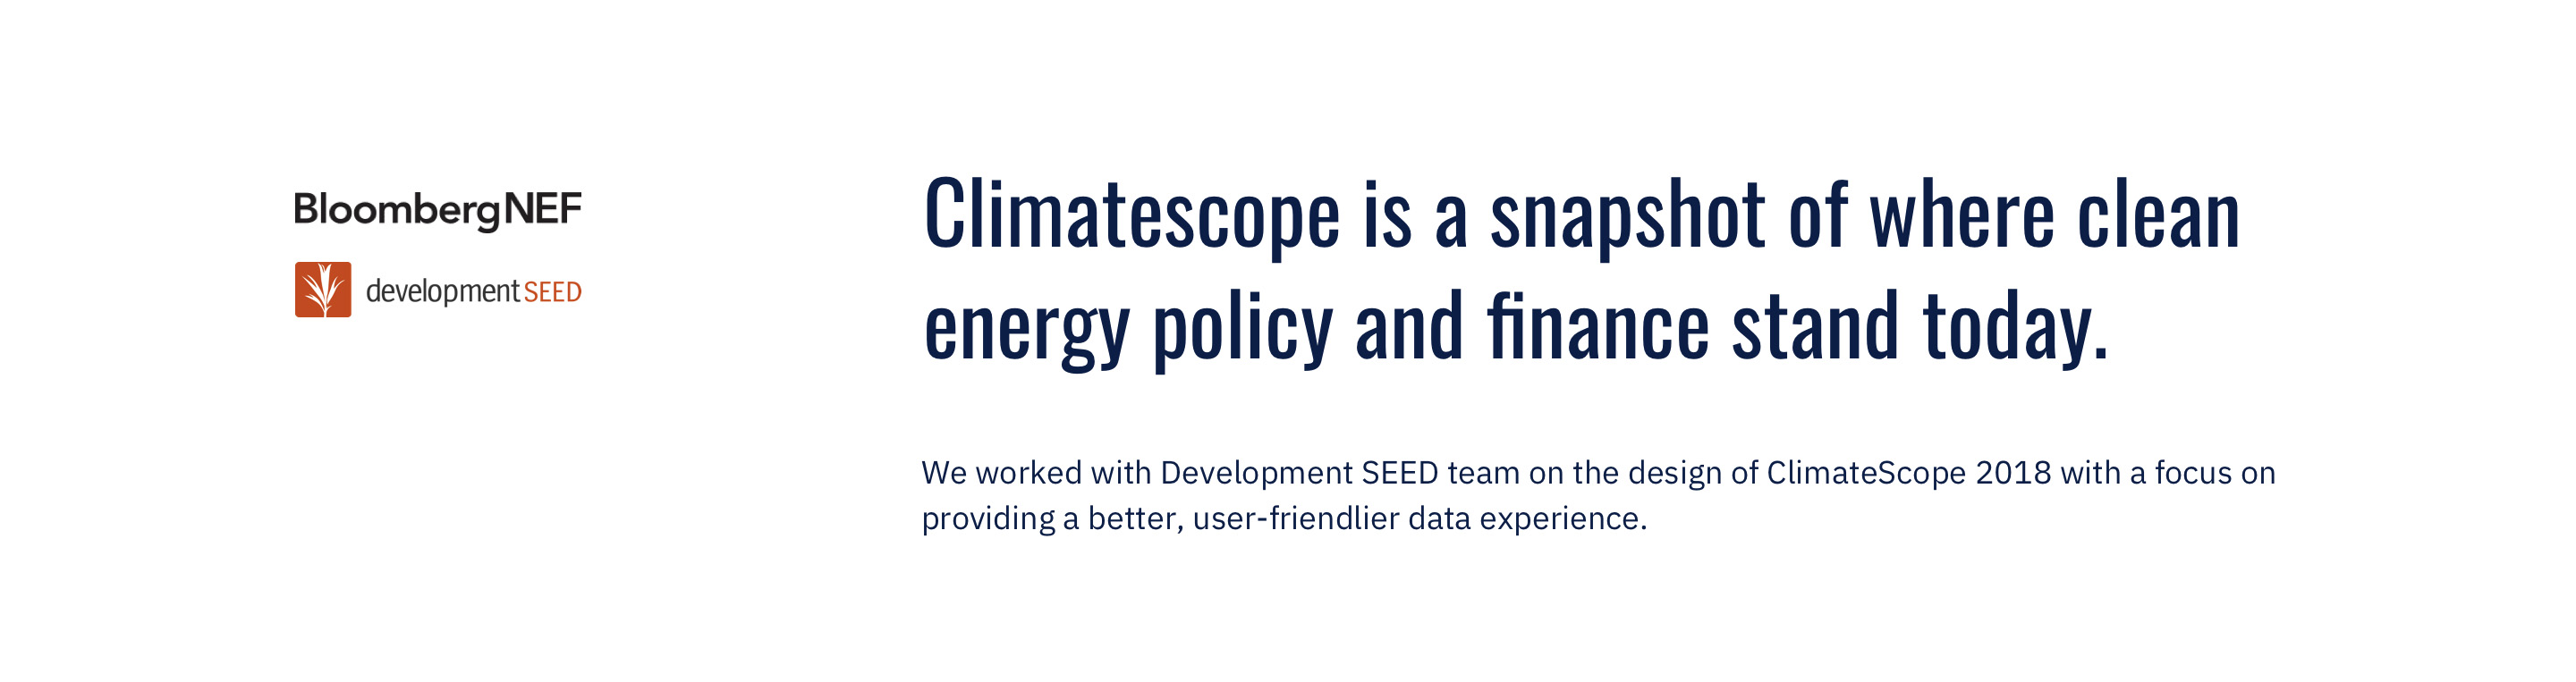 BloombergNEF
developmentSEED
Climatescope is a snapshot of where clean
energy policy and finance stand today.
We worked with Development SEED team on the design of ClimateScope 2018 with a focus on
providing a better, user-friendlier data experience.